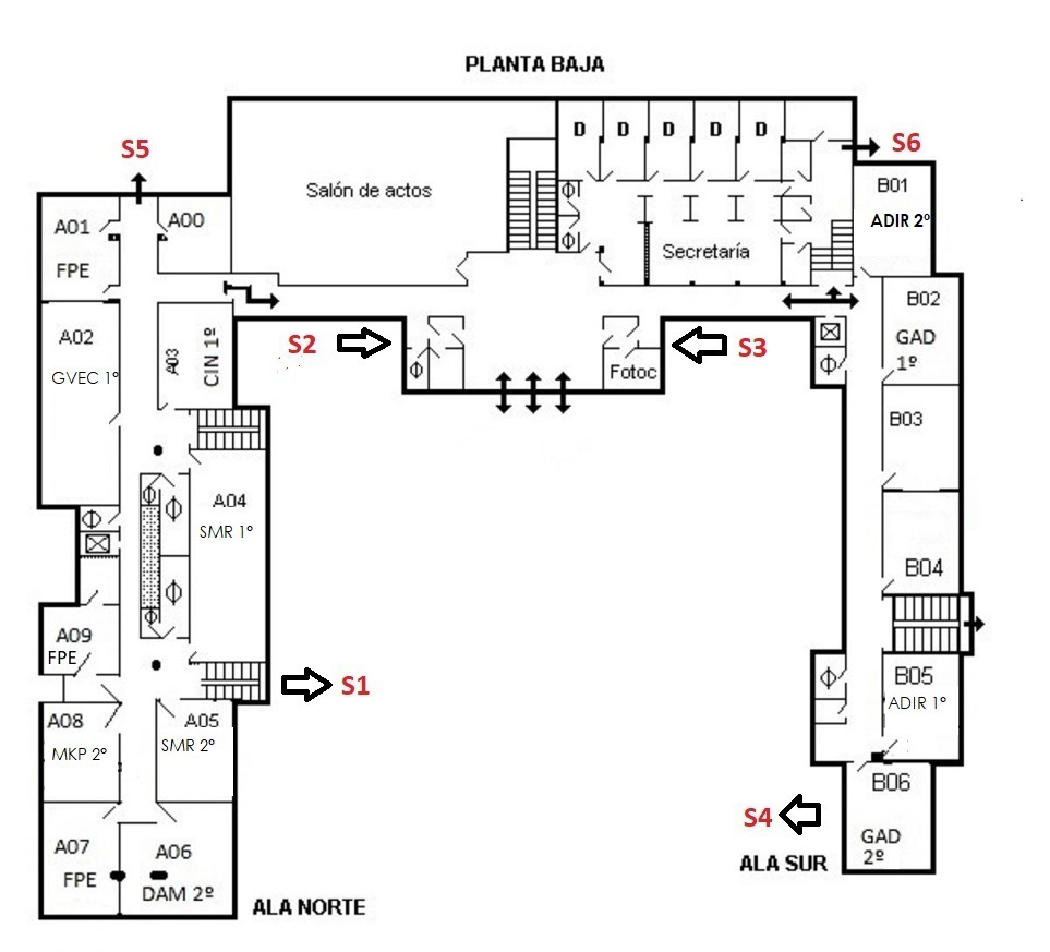 PLANTA BAJA
S5
S6
D D D D D
Salón de actos
Secretaría
A01
FPE
A00
B01
ADIR 2º
A02
GVEC 1º
A03
CIN 1º
S2
S3
Fotoc
B02
GAD
1º
B03
A04
SMR 1º
B04
A09
FPE
S1
B05
ADIR 1º
A08
MKP 2º
A05
SMR 2º
B06
GAD
2º
S4
A07
FPE
A06
DAM 2º
ALA SUR
ALA NORTE